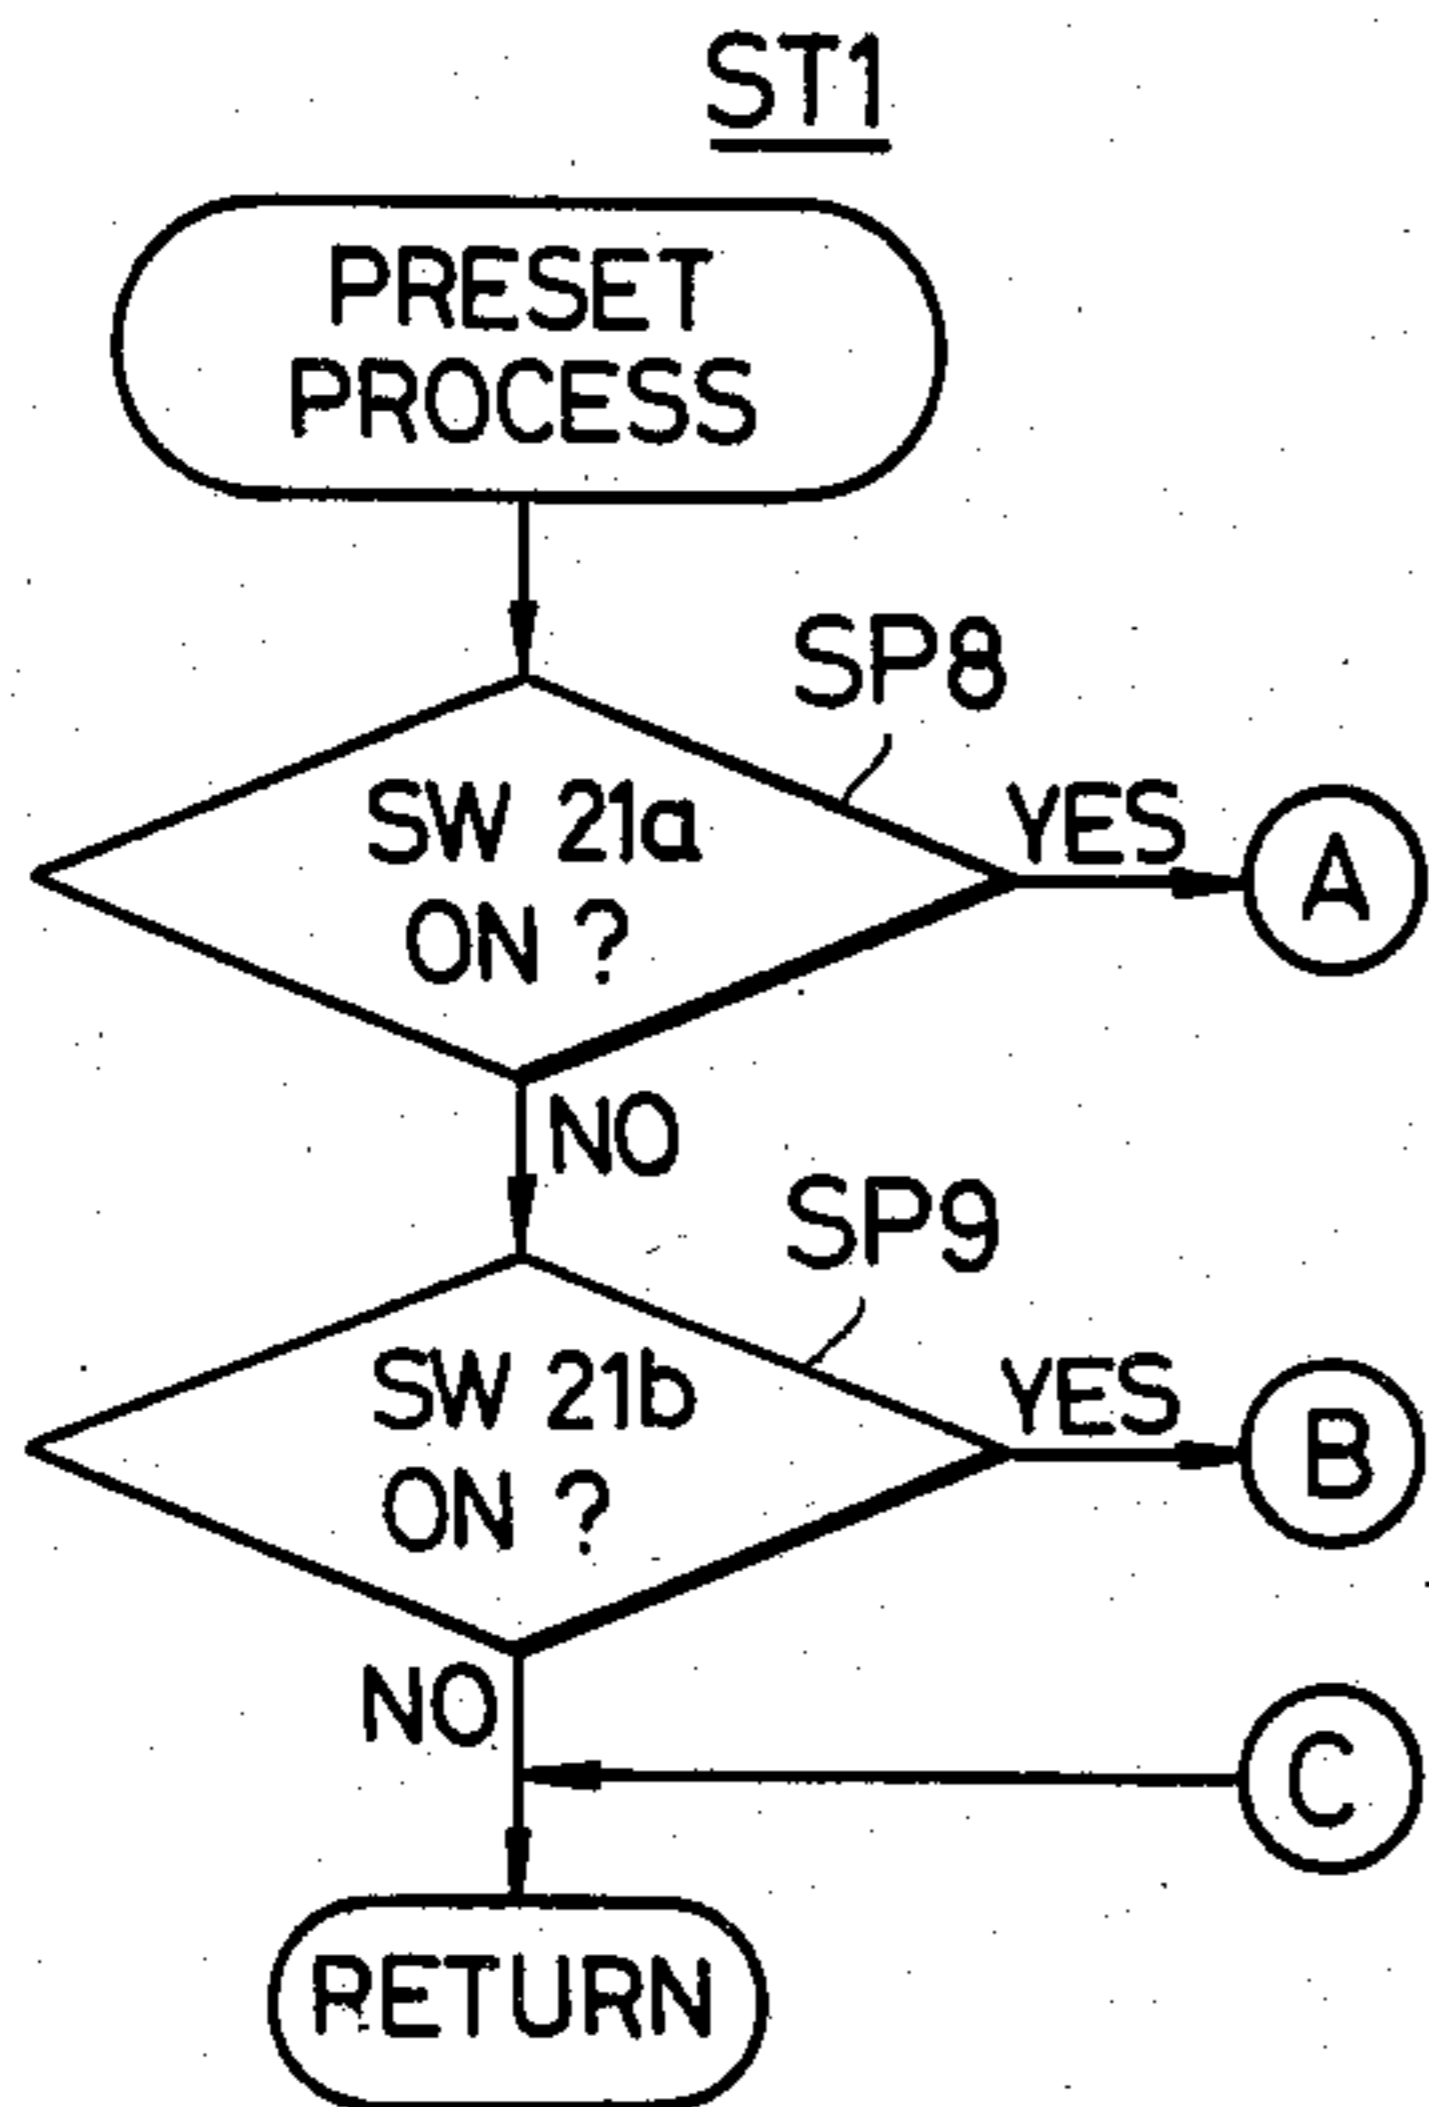 ST1
PRESET
PROCESS
SP8
SW 21a
ON ?
YES
A
NO
SP9
SW 21b
ON ?
YES
B
NO
C
RETURN